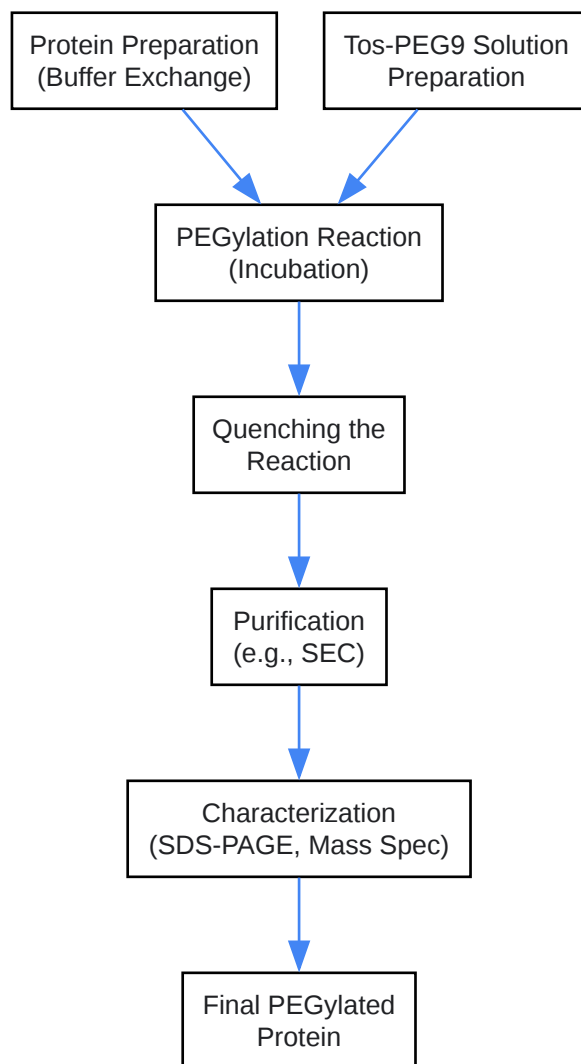 Protein Preparation
(Buffer Exchange)
Tos-PEG9 Solution
Preparation
PEGylation Reaction
(Incubation)
Quenching the
Reaction
Purification
(e.g., SEC)
Characterization
(SDS-PAGE, Mass Spec)
Final PEGylated
Protein